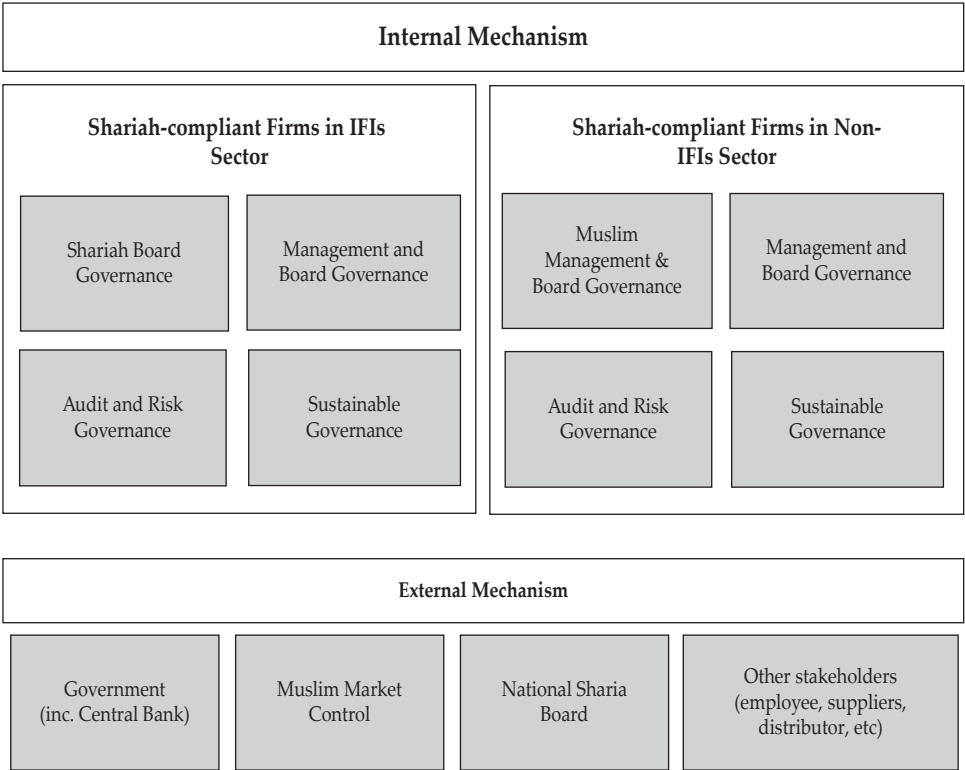 Internal Mechanism
Shariah-compliant Firms in IFIs
Sector
Shariah Board
Governance
Management and
Board Governance
Audit and Risk
Governance
Sustainable
Governance
Shariah-compliant Firms in Non-
IFIs Sector
Muslim
Management &
Board Governance
Management and
Board Governance
Audit and Risk
Governance
Sustainable
Governance
External Mechanism
Government
(inc. Central Bank)
Muslim Market
Control
National Sharia
Board
Other stakeholders
(employee, suppliers,
distributor, etc)